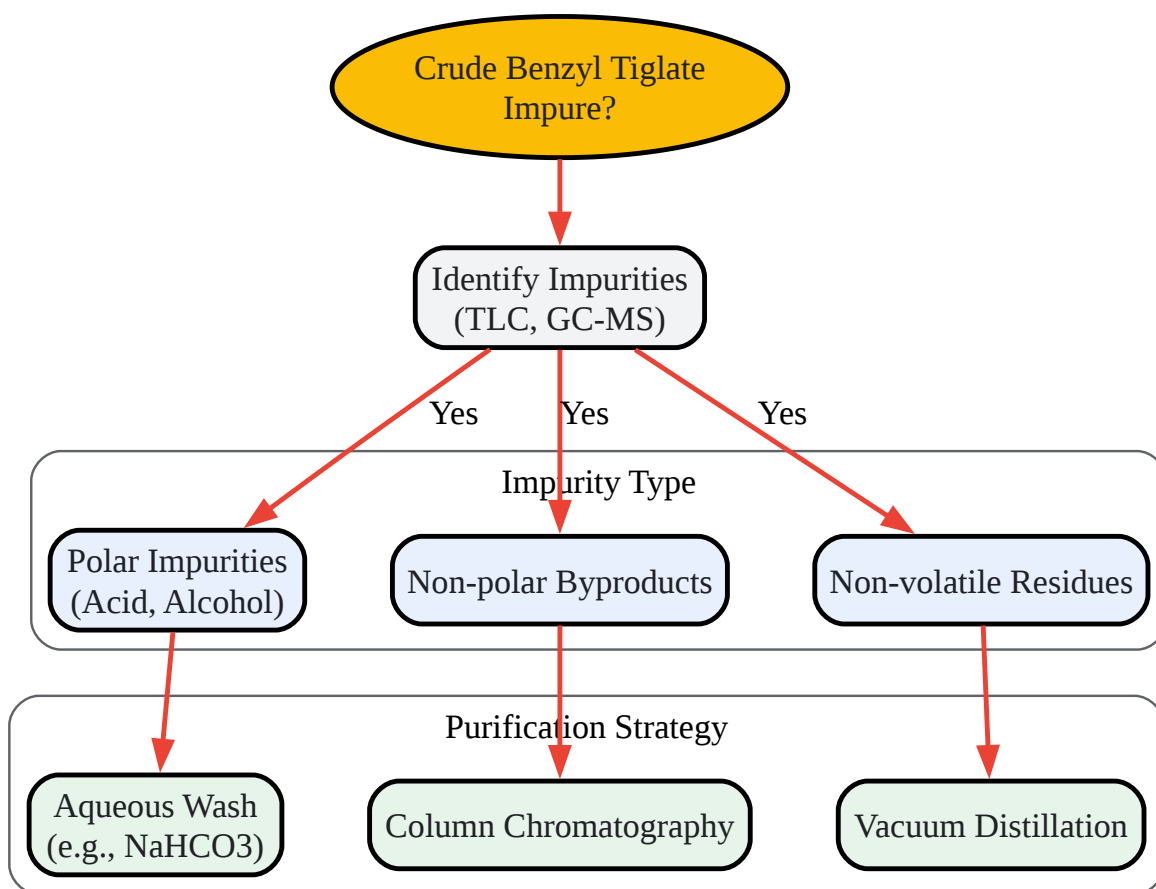 Crude Benzyl Tiglate
Impure?
Identify Impurities
(TLC, GC-MS)
Yes
Yes
Yes
Impurity Type
Polar Impurities
(Acid, Alcohol)
Non-polar Byproducts
Non-volatile Residues
Purification Strategy
Aqueous Wash
(e.g., NaHCO3)
Column Chromatography
Vacuum Distillation